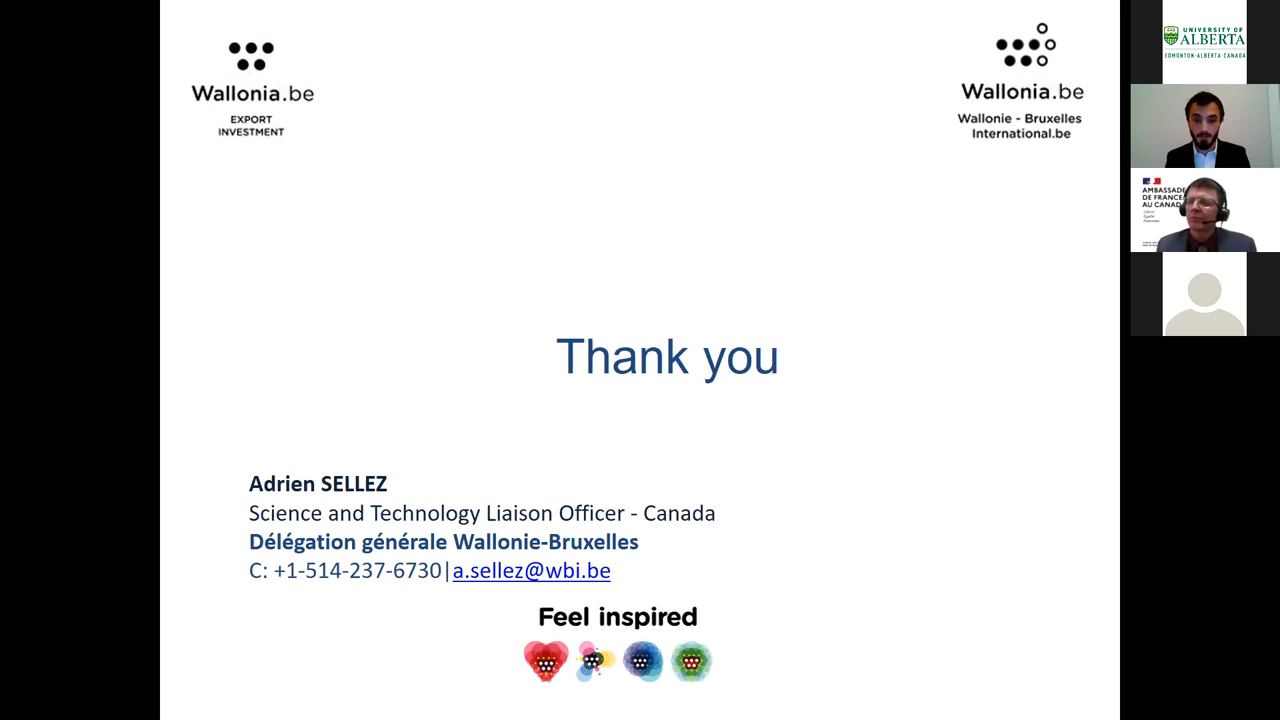 Wallonia.be
EXPORT
INVESTMENT
Wallonia.be
Wallonie - Bruxelles
International.be
Thank you
Adrien SELLEZ
Science and Technology Liaison Officer - Canada
Délégation générale Wallonie-Bruxelles
C: +1-514-237-6730|a.sellez@wbi.be
Feel inspired
UNIVERSITY OF
ALBERTA
EDMONTON·ALBERTA·CANADA
AMBASSADE
DE FRANCE
AU CANADA